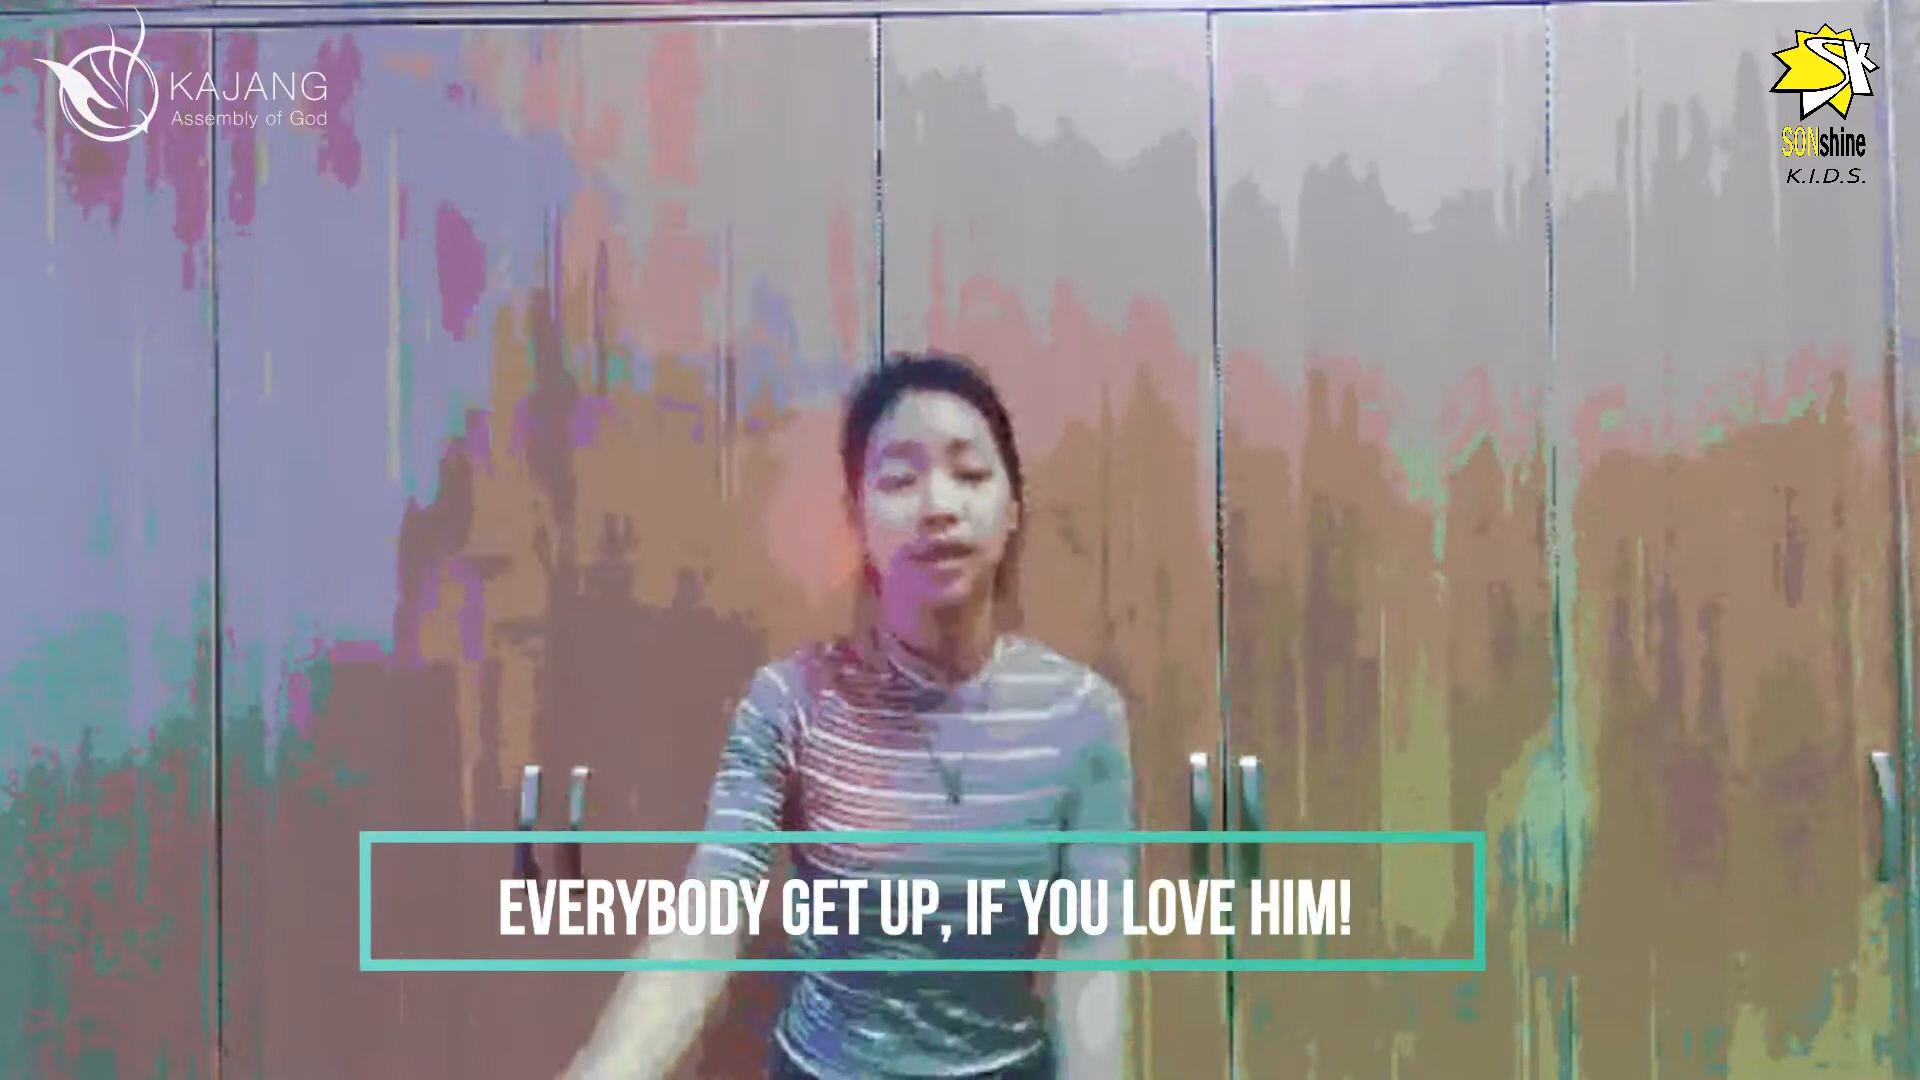 KAJANG
Assembly of God
SK
SONshine
K.I.D.S.
EVERYBODY GET UP, IF YOU LOVE HIM!